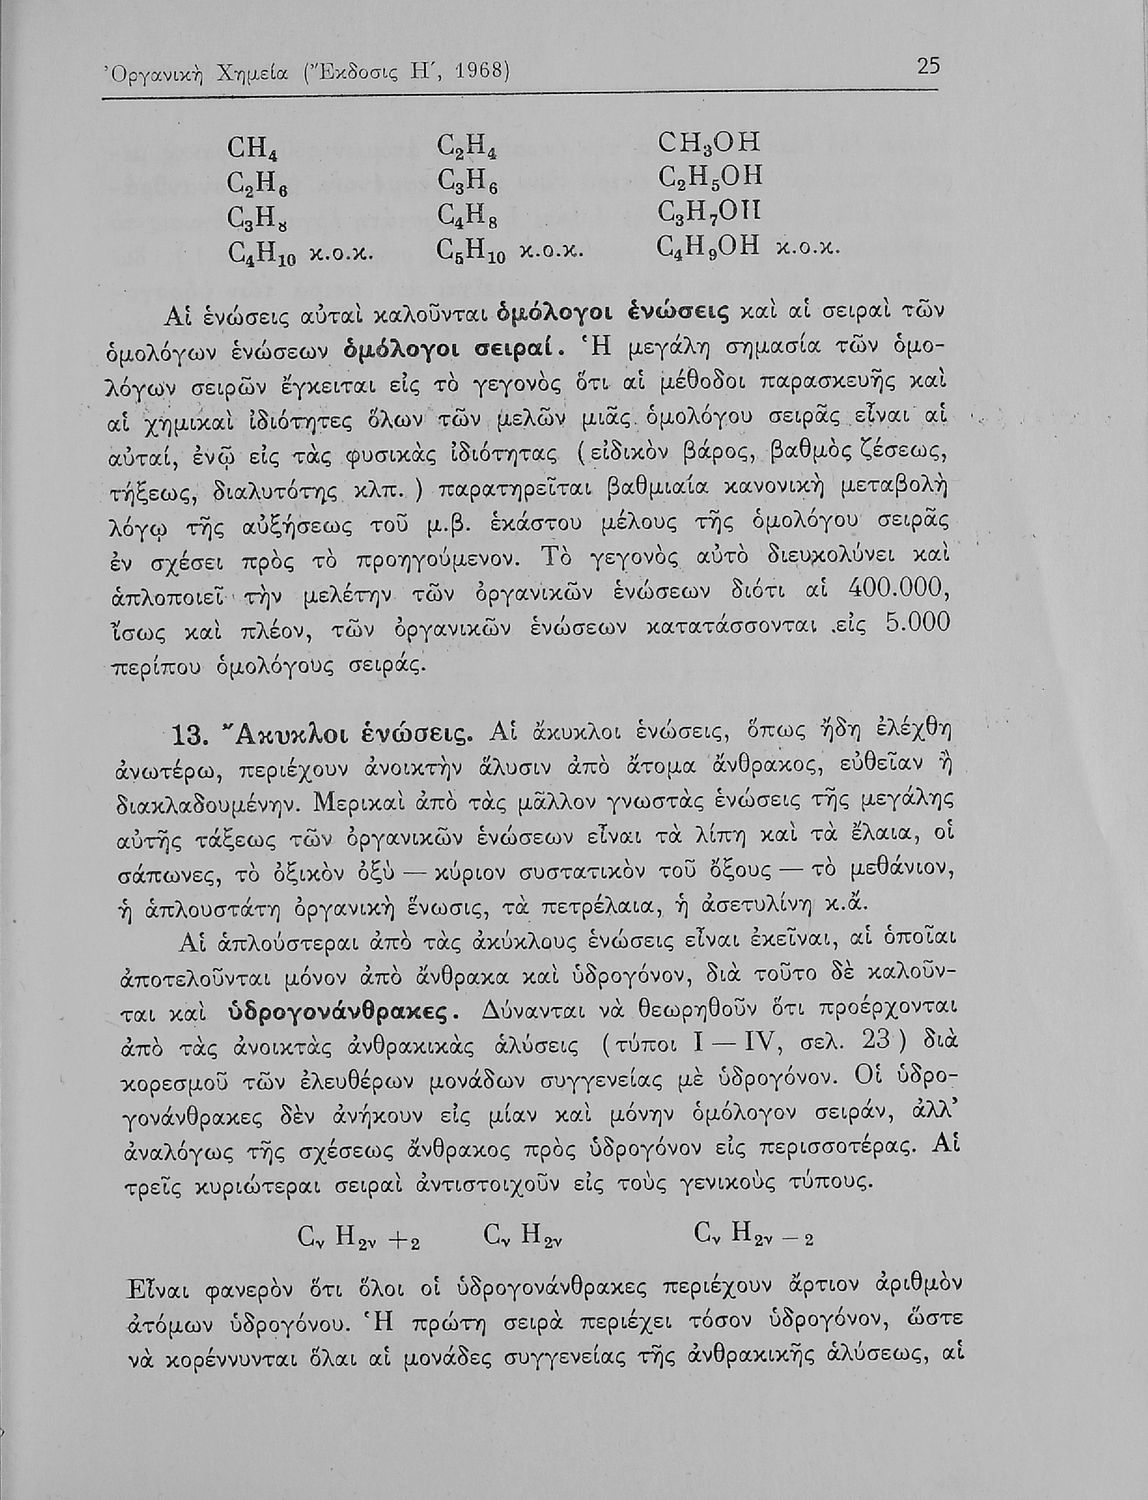 Ὀργανικὴ Χημεία (Ἔκδοσις Η΄, 1968) 25
CH₄ C₂H₄ CH₃OH
C₂H₆ C₃H₆ C₂H₅OH
C₃H₈ C₄H₈ C₃H₇OH
C₄H₁₀ κ.ο.κ. C₅H₁₀ κ.ο.κ. C₄H₉OH κ.ο.κ.
Αἱ ἑνώσεις αὐταὶ καλοῦνται ὁμόλογοι ἑνώσεις καὶ αἱ σειραὶ τῶν
ὁμολόγων ἑνώσεων ὁμόλογοι σειραί. Ἡ μεγάλη σημασία τῶν ὁμο-
λόγων σειρῶν ἔγκειται εἰς τὸ γεγονὸς ὅτι αἱ μέθοδοι παρασκευῆς καὶ
αἱ χημικαὶ ἰδιότητες ὅλων τῶν μελῶν μιᾶς ὁμολόγου σειρᾶς εἶναι αἱ
αὐταί, ἐνῷ εἰς τὰς φυσικὰς ἰδιότητας (εἰδικὸν βάρος, βαθμὸς ζέσεως,
τήξεως, διαλυτότης κλπ. ) παρατηρεῖται βαθμιαία κανονικὴ μεταβολὴ
λόγῳ τῆς αὐξήσεως τοῦ μ.β. ἑκάστου μέλους τῆς ὁμολόγου σειρᾶς
ἐν σχέσει πρὸς τὸ προηγούμενον. Τὸ γεγονὸς αὐτὸ διευκολύνει καὶ
ἁπλοποιεῖ τὴν μελέτην τῶν ὀργανικῶν ἑνώσεων διότι αἱ 400.000,
ἴσως καὶ πλέον, τῶν ὀργανικῶν ἑνώσεων κατατάσσονται εἰς 5.000
περίπου ὁμολόγους σειράς.
13. Ἄκυκλοι ἑνώσεις. Αἱ ἄκυκλοι ἑνώσεις, ὅπως ἤδη ἐλέχθη
ἀνωτέρω, περιέχουν ἀνοικτὴν ἅλυσιν ἀπὸ ἄτομα ἄνθρακος, εὐθεῖαν ἢ
διακλαδουμένην. Μερικαὶ ἀπὸ τὰς μᾶλλον γνωστὰς ἑνώσεις τῆς μεγάλης
αὐτῆς τάξεως τῶν ὀργανικῶν ἑνώσεων εἶναι τὰ λίπη καὶ τὰ ἔλαια, οἱ
σάπωνες, τὸ ὀξικὸν ὀξὺ — κύριον συστατικὸν τοῦ ὄξους — τὸ μεθάνιον,
ἡ ἁπλουστάτη ὀργανικὴ ἕνωσις, τὰ πετρέλαια, ἡ ἀσετυλίνη κ.ἄ.
Αἱ ἁπλούστεραι ἀπὸ τὰς ἀκύκλους ἑνώσεις εἶναι ἐκεῖναι, αἱ ὁποῖαι
ἀποτελοῦνται μόνον ἀπὸ ἄνθρακα καὶ ὑδρογόνον, διὰ τοῦτο δὲ καλοῦν-
ται καὶ ὑδρογονάνθρακες. Δύνανται νὰ θεωρηθοῦν ὅτι προέρχονται
ἀπὸ τὰς ἀνοικτὰς ἀνθρακικὰς ἁλύσεις (τύποι I — IV, σελ. 23 ) διὰ
κορεσμοῦ τῶν ἐλευθέρων μονάδων συγγενείας μὲ ὑδρογόνον. Οἱ ὑδρο-
γονάνθρακες δὲν ἀνήκουν εἰς μίαν καὶ μόνην ὁμόλογον σειράν, ἀλλ᾽
ἀναλόγως τῆς σχέσεως ἄνθρακος πρὸς ὑδρογόνον εἰς περισσοτέρας. Αἱ
τρεῖς κυριώτεραι σειραὶ ἀντιστοιχοῦν εἰς τοὺς γενικοὺς τύπους.
Cᵥ H₂ᵥ ₊₂ Cᵥ H₂ᵥ Cᵥ H₂ᵥ ₋ ₂
Εἶναι φανερὸν ὅτι ὅλοι οἱ ὑδρογονάνθρακες περιέχουν ἄρτιον ἀριθμὸν
ἀτόμων ὑδρογόνου. Ἡ πρώτη σειρὰ περιέχει τόσον ὑδρογόνον, ὥστε
νὰ κορέννυνται ὅλαι αἱ μονάδες συγγενείας τῆς ἀνθρακικῆς ἁλύσεως, αἱ